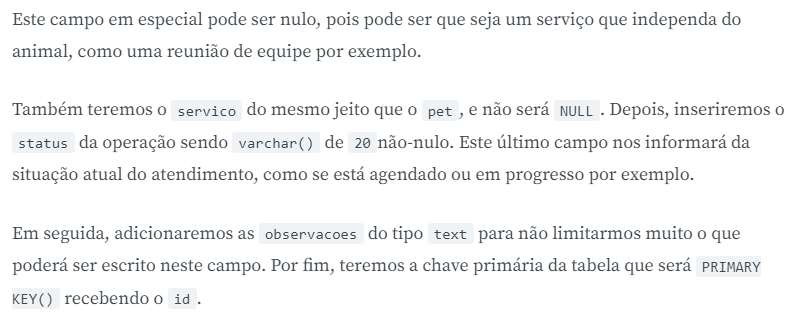 Este campo em especial pode ser nulo, pois pode ser que seja um serviço que independa do
animal, como uma reunião de equipe por exemplo.
Também teremos o servico do mesmo jeito que o pet, e não será NULL. Depois, inseriremos o
status da operação sendo varchar() de 20 não-nulo. Este último campo nos informará da
situação atual do atendimento, como se está agendado ou em progresso por exemplo.
Em seguida, adicionaremos as observacoes do tipo text para não limitarmos muito o que
poderá ser escrito neste campo. Por fim, teremos a chave primária da tabela que será PRIMARY
KEY() recebendo o id.